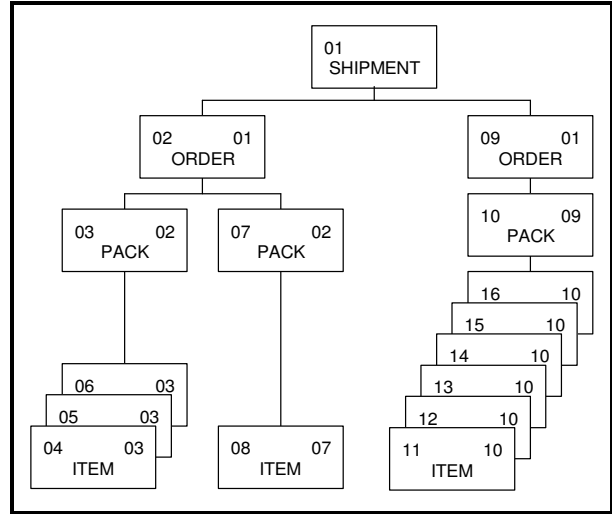 01
SHIPMENT
02 01
ORDER
09 01
ORDER
03 02
PACK
07 02
PACK
10 09
PACK
16 10
15 10
14 10
13 10
12 10
11 10
ITEM
06 03
05 03
04 03
ITEM
08 07
ITEM